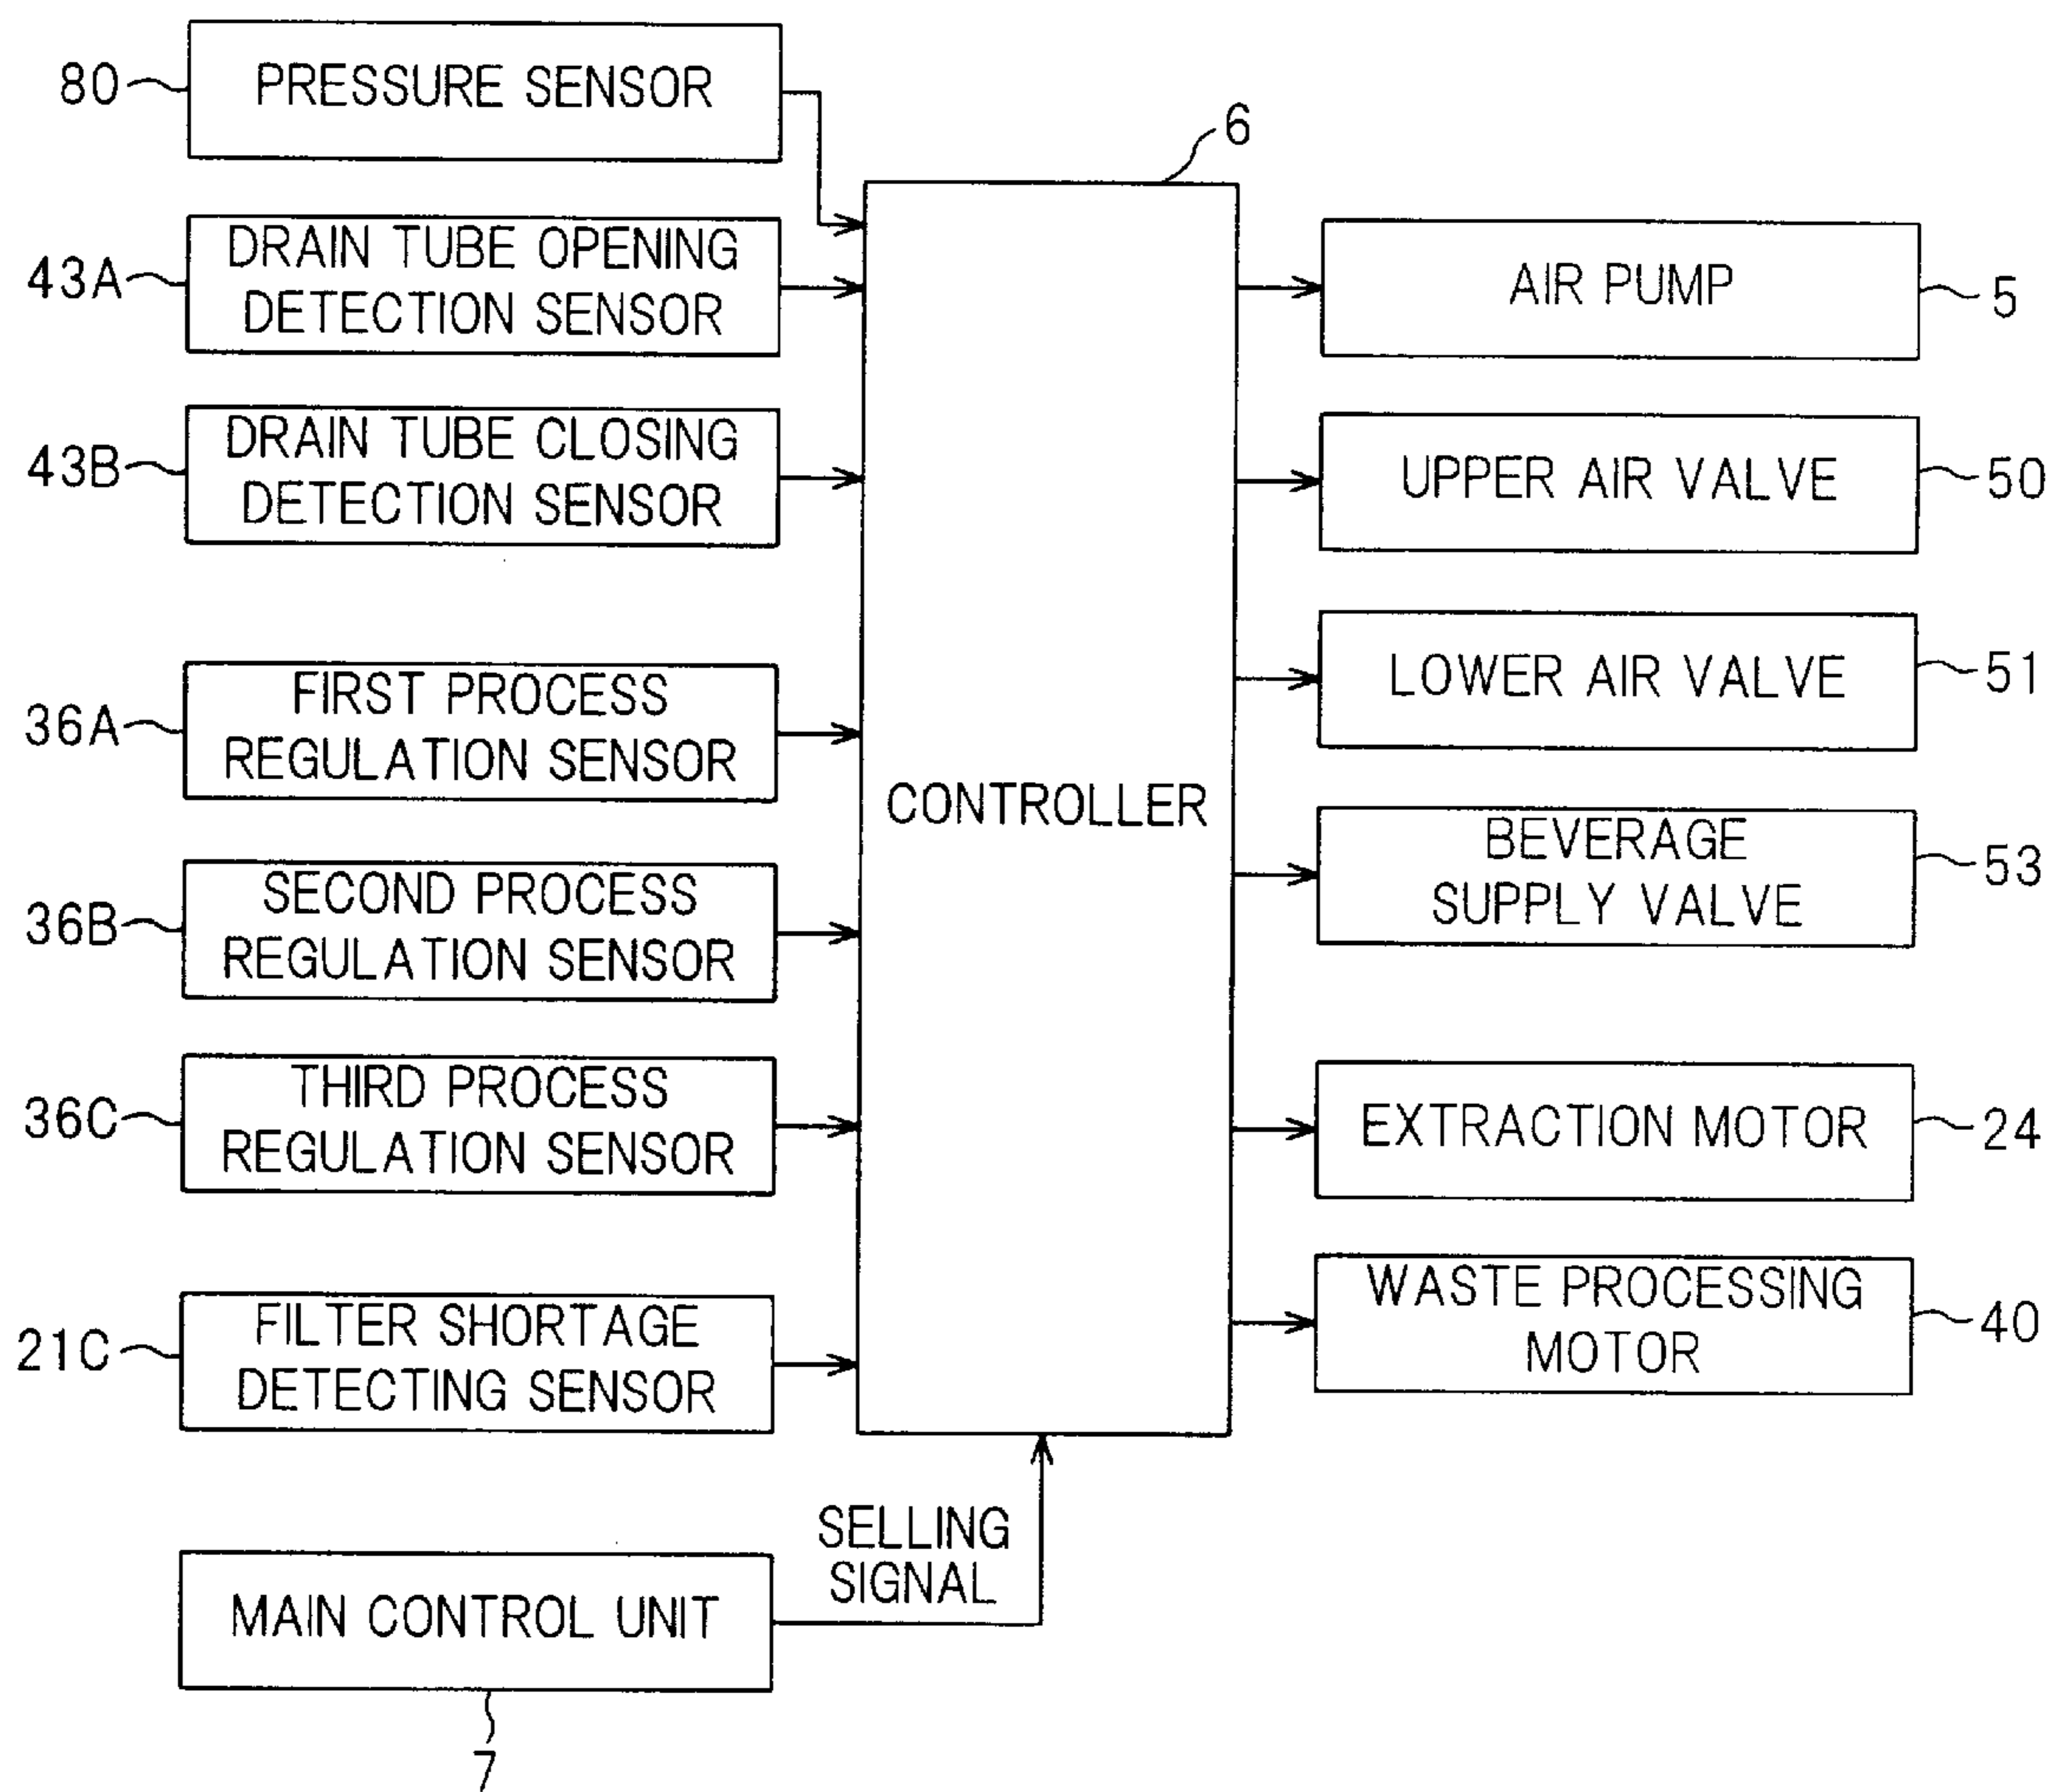 80
PRESSURE SENSOR
43A
DRAIN TUBE OPENING
DETECTION SENSOR
43B
DRAIN TUBE CLOSING
DETECTION SENSOR
36A
FIRST PROCESS
REGULATION SENSOR
36B
SECOND PROCESS
REGULATION SENSOR
36C
THIRD PROCESS
REGULATION SENSOR
21C
FILTER SHORTAGE
DETECTING SENSOR
MAIN CONTROL UNIT
7
SELLING
SIGNAL
6
CONTROLLER
AIR PUMP
5
UPPER AIR VALVE
50
LOWER AIR VALVE
51
BEVERAGE
SUPPLY VALVE
53
EXTRACTION MOTOR
24
WASTE PROCESSING
MOTOR
40